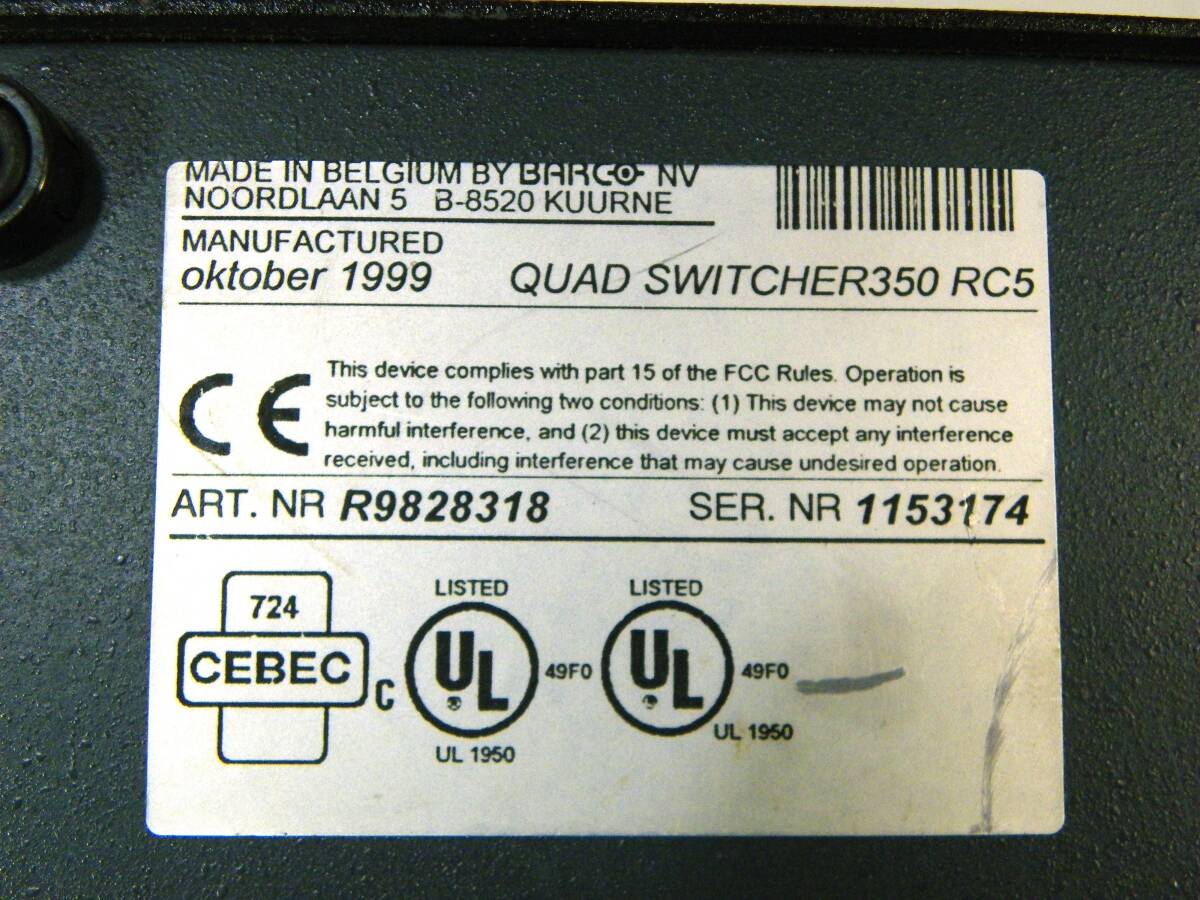 MADE IN BELGIUM BY BARCO NV
NOORDLAAN 5 B-8520 KUURNE
MANUFACTURED
oktober 1999 QUAD SWITCHER350 RC5
CE This device complies with part 15 of the FCC Rules. Operation is
subject to the following two conditions: (1) This device may not cause
harmful interference, and (2) this device must accept any interference
received, including interference that may cause undesired operation.
ART. NR R9828318 SER. NR 1153174
724
CEBEC
LISTED
C UL 49F0
UL 1950
LISTED
UL 49F0
UL 1950